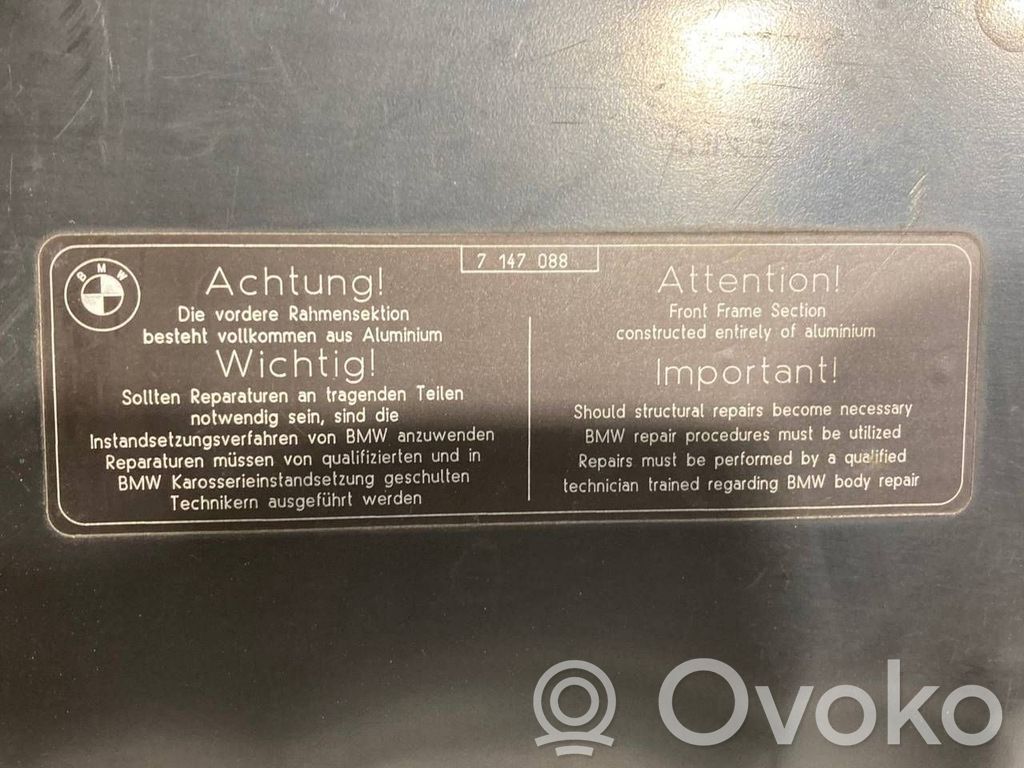 BMW
7 147 088
Achtung!
Die vordere Rahmensektion
besteht vollkommen aus Aluminium
Wichtig!
Sollten Reparaturen an tragenden Teilen
notwendig sein, sind die
Instandsetzungsverfahren von BMW anzuwenden
Reparaturen müssen von qualifizierten und in
BMW Karosserieinstandsetzung geschulten
Technikern ausgeführt werden
Attention!
Front Frame Section
constructed entirely of aluminium
Important!
Should structural repairs become necessary
BMW repair procedures must be utilized
Repairs must be performed by a qualified
technician trained regarding BMW body repair
Ovoko